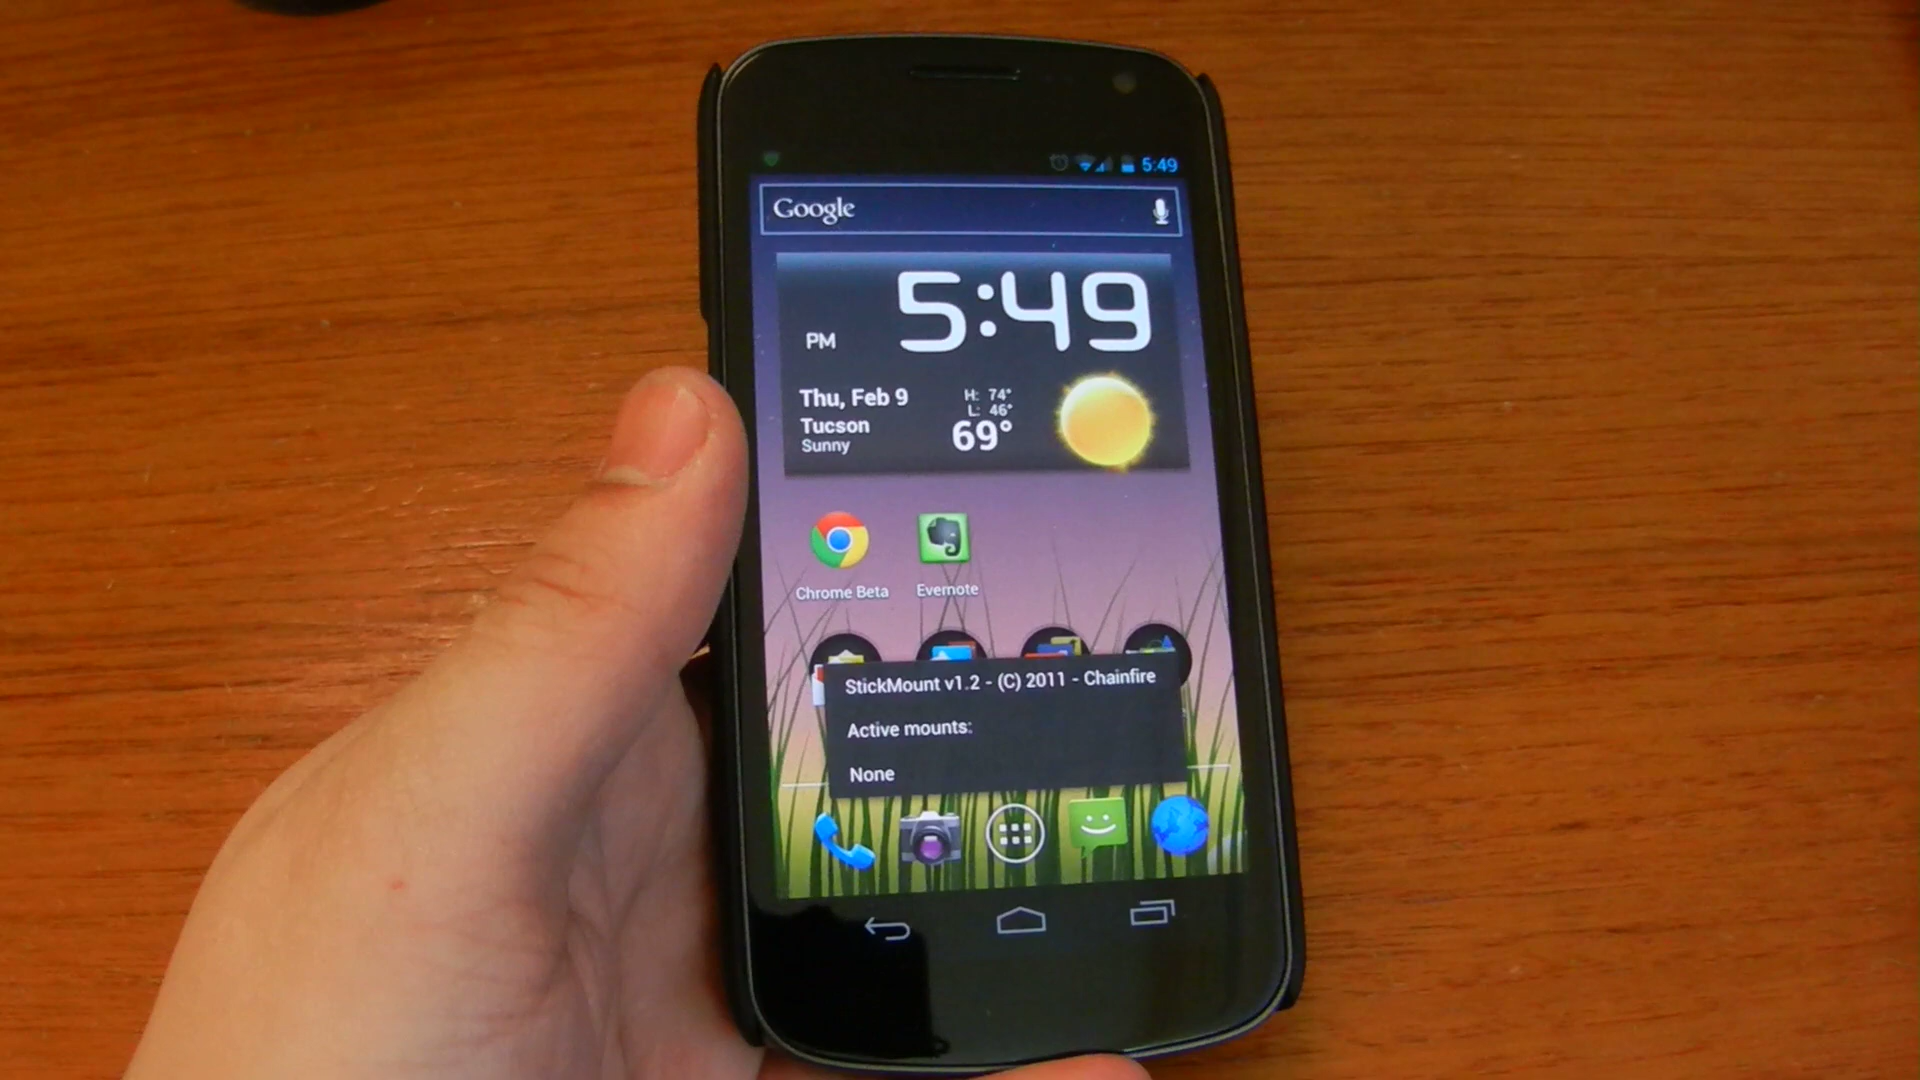 5:49
Google
5:49
PM
Thu, Feb 9
H: 74°
L: 46°
Tucson
69°
Sunny
Chrome Beta
Evernote
StickMount v1.2 - (C) 2011 - Chainfire
Active mounts:
None